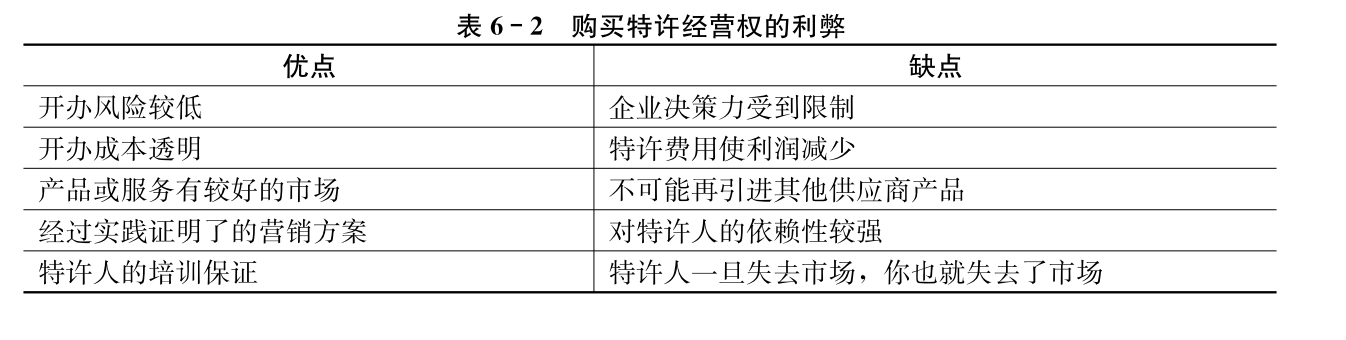 表 6-2 购买特许经营权的利弊
优点 缺点
开办风险较低 企业决策力受到限制
开办成本透明 特许费用使利润减少
产品或服务有较好的市场 不可能再引进其他供应商产品
经过实践证明了的营销方案 对特许人的依赖性较强
特许人的培训保证 特许人一旦失去市场，你也就失去了市场